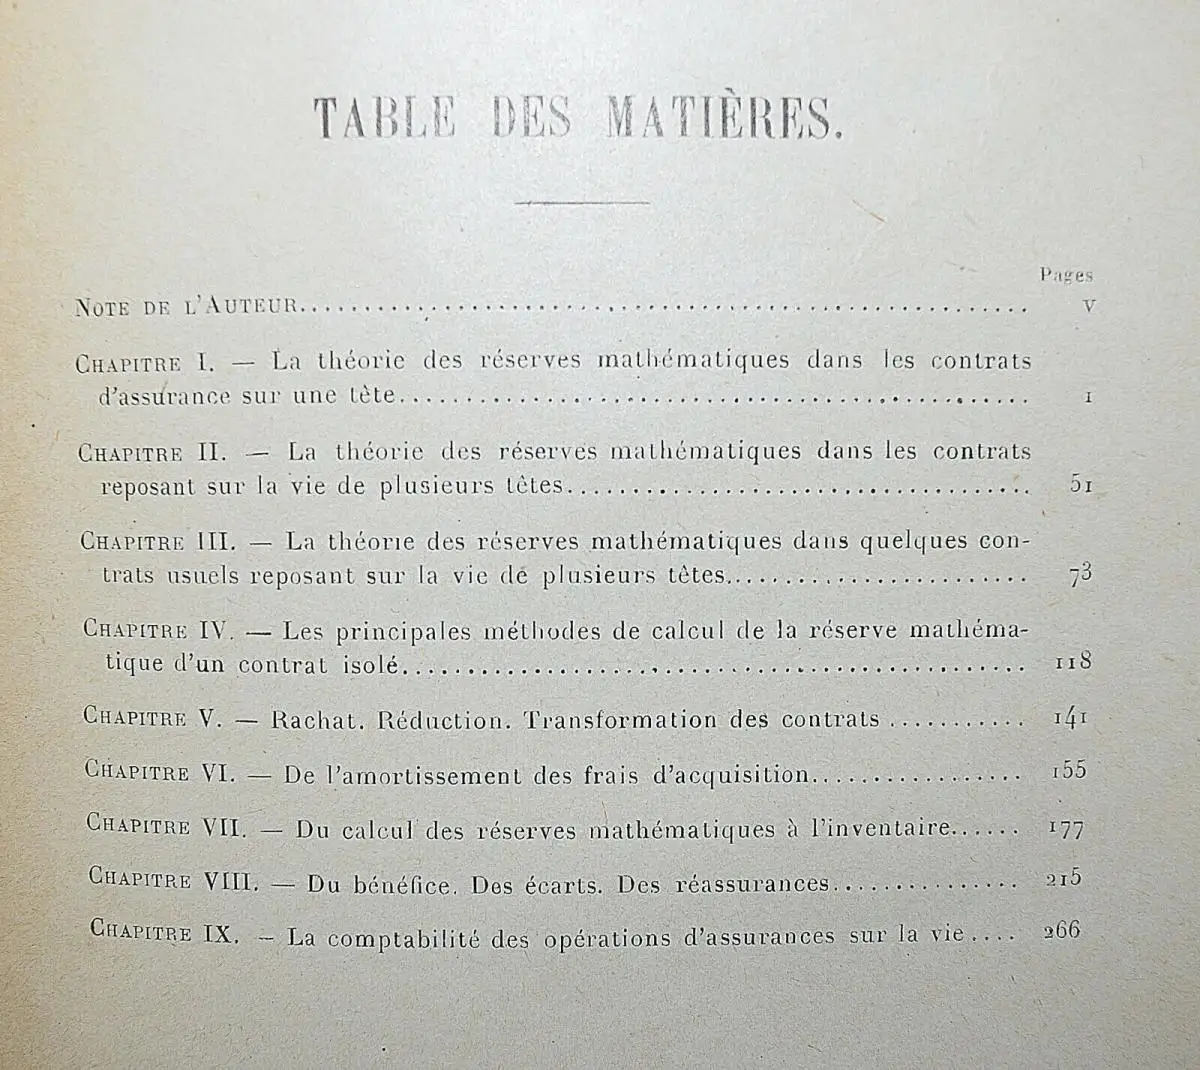 TABLE DES MATIÈRES.
Pages
NOTE DE L'AUTEUR.......................................................... V
CHAPITRE I. — La théorie des réserves mathématiques dans les contrats
d'assurance sur une tête.................................................. 1
CHAPITRE II. — La théorie des réserves mathématiques dans les contrats
reposant sur la vie de plusieurs têtes.................................... 51
CHAPITRE III. — La théorie des réserves mathématiques dans quelques con-
trats usuels reposant sur la vie de plusieurs têtes....................... 73
CHAPITRE IV. — Les principales méthodes de calcul de la réserve mathéma-
tique d'un contrat isolé.................................................. 118
CHAPITRE V. — Rachat. Réduction. Transformation des contrats ........... 141
CHAPITRE VI. — De l'amortissement des frais d'acquisition................. 155
CHAPITRE VII. — Du calcul des réserves mathématiques à l'inventaire...... 177
CHAPITRE VIII. — Du bénéfice. Des écarts. Des réassurances............... 215
CHAPITRE IX. — La comptabilité des opérations d'assurances sur la vie.... 266